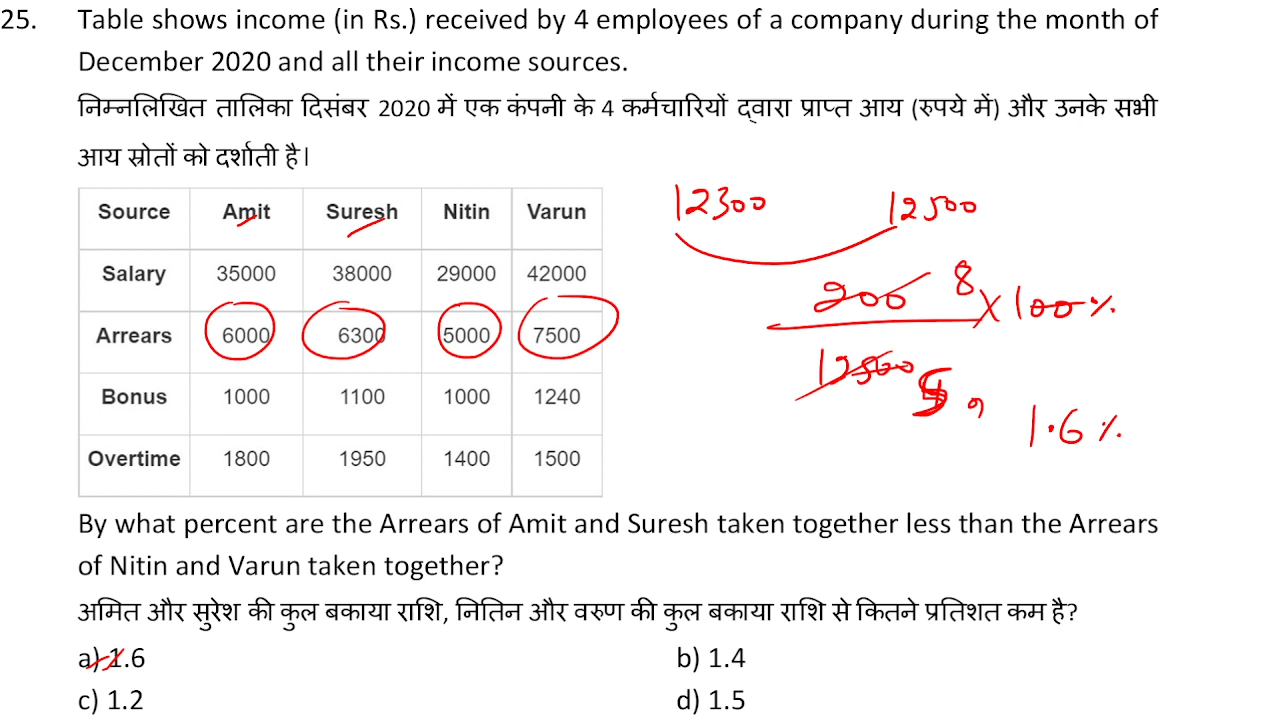 25. Table shows income (in Rs.) received by 4 employees of a company during the month of
December 2020 and all their income sources.
निम्नलिखित तालिका दिसंबर 2020 में एक कंपनी के 4 कर्मचारियों द्वारा प्राप्त आय (रुपये में) और उनके सभी
आय स्रोतों को दर्शाती है।
Source Amit Suresh Nitin Varun
Salary 35000 38000 29000 42000
Arrears 6000 6300 5000 7500
Bonus 1000 1100 1000 1240
Overtime 1800 1950 1400 1500
12300 12500
200 8 x 100%
12500
1.6%
By what percent are the Arrears of Amit and Suresh taken together less than the Arrears
of Nitin and Varun taken together?
अमित और सुरेश की कुल बकाया राशि, नितिन और वरुण की कुल बकाया राशि से कितने प्रतिशत कम है?
a) 1.6 b) 1.4
c) 1.2 d) 1.5